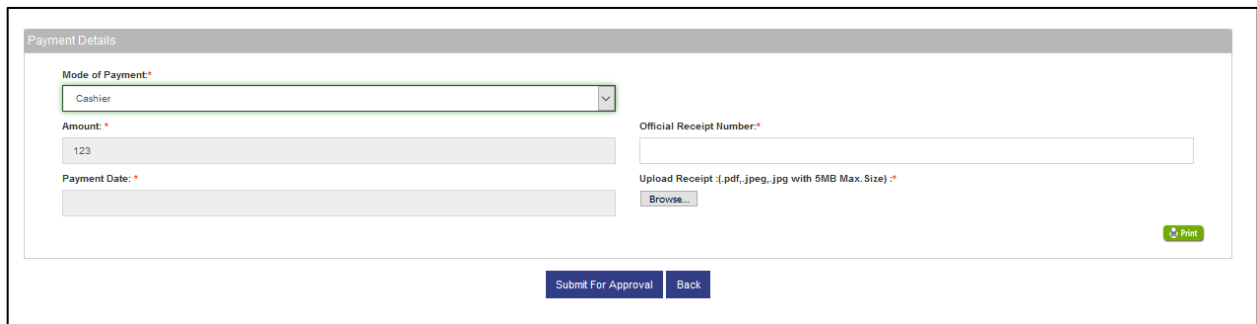 Payment Details
Mode of Payment:*
Cashier
Amount: *
Official Receipt Number:*
123
Payment Date: *
Upload Receipt :(.pdf,.jpeg,.jpg with 5MB Max.Size) :*
Browse...
Print
Submit For Approval
Back